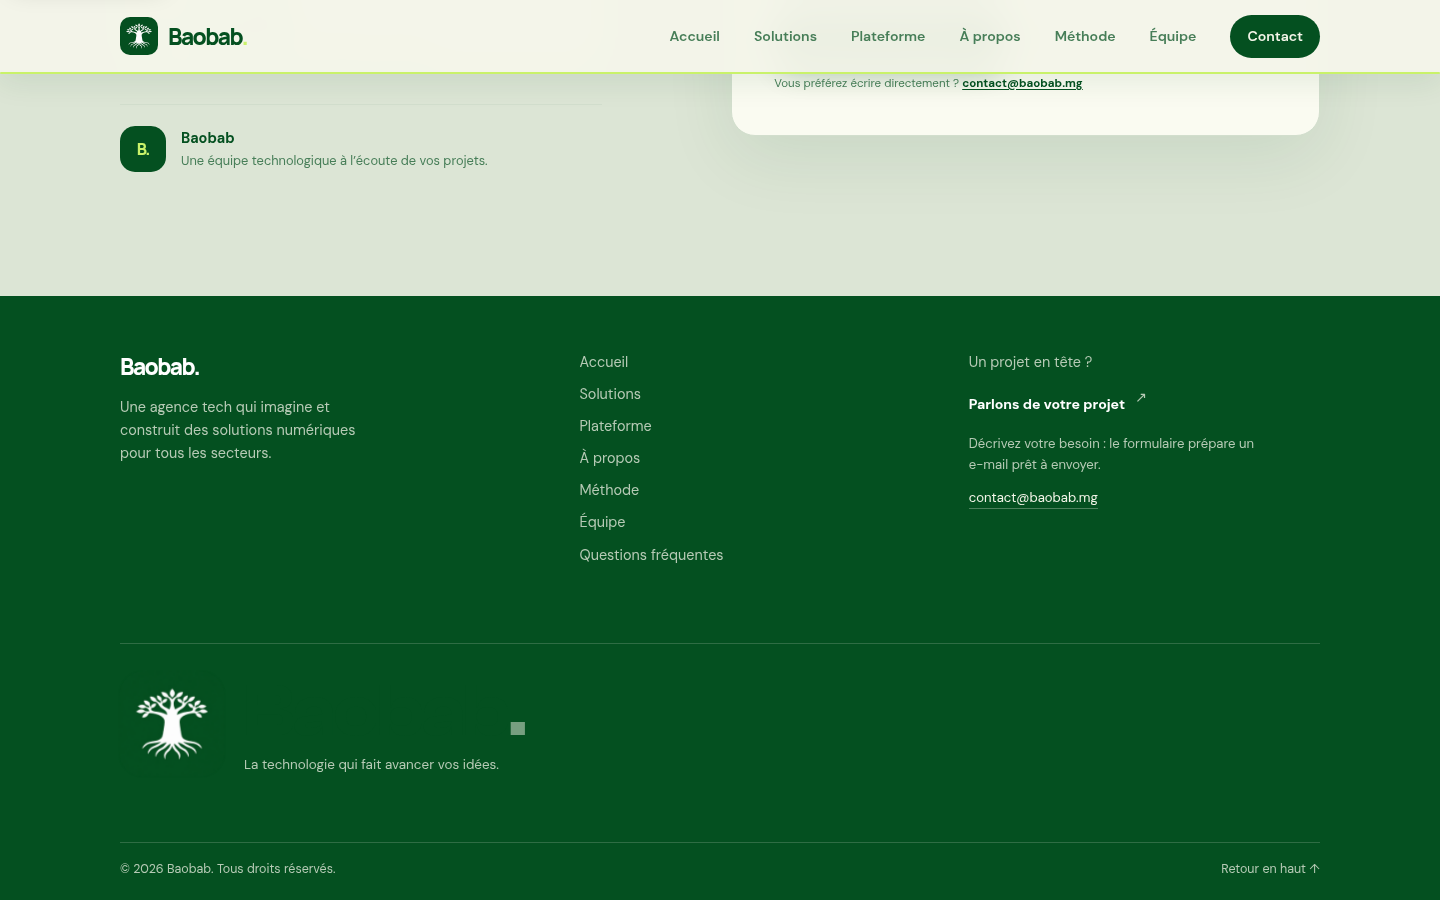 Baobab.
Accueil
Solutions
Plateforme
À propos
Méthode
Équipe
Contact
Vous préférez écrire directement ? contact@baobab.mg
B.
Baobab
Une équipe technologique à l'écoute de vos projets.
Baobab.
Une agence tech qui imagine et
construit des solutions numériques
pour tous les secteurs.
Accueil
Solutions
Plateforme
À propos
Méthode
Équipe
Questions fréquentes
Un projet en tête ?
Parlons de votre projet ↗
Décrivez votre besoin : le formulaire prépare un
e-mail prêt à envoyer.
contact@baobab.mg
La technologie qui fait avancer vos idées.
© 2026 Baobab. Tous droits réservés.
Retour en haut ↑